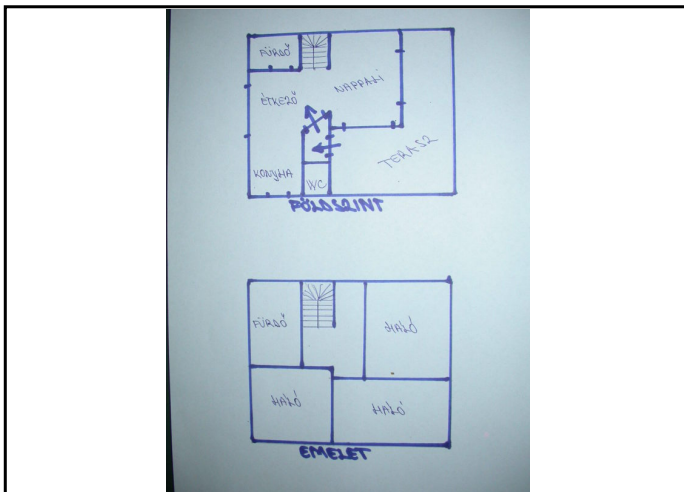 FÜRDŐ
NAPPALI
ÉTKEZŐ
TERASZ
KONYHA
WC
FÖLDSZINT
FÜRDŐ
HÁLÓ
HÁLÓ
HÁLÓ
EMELET